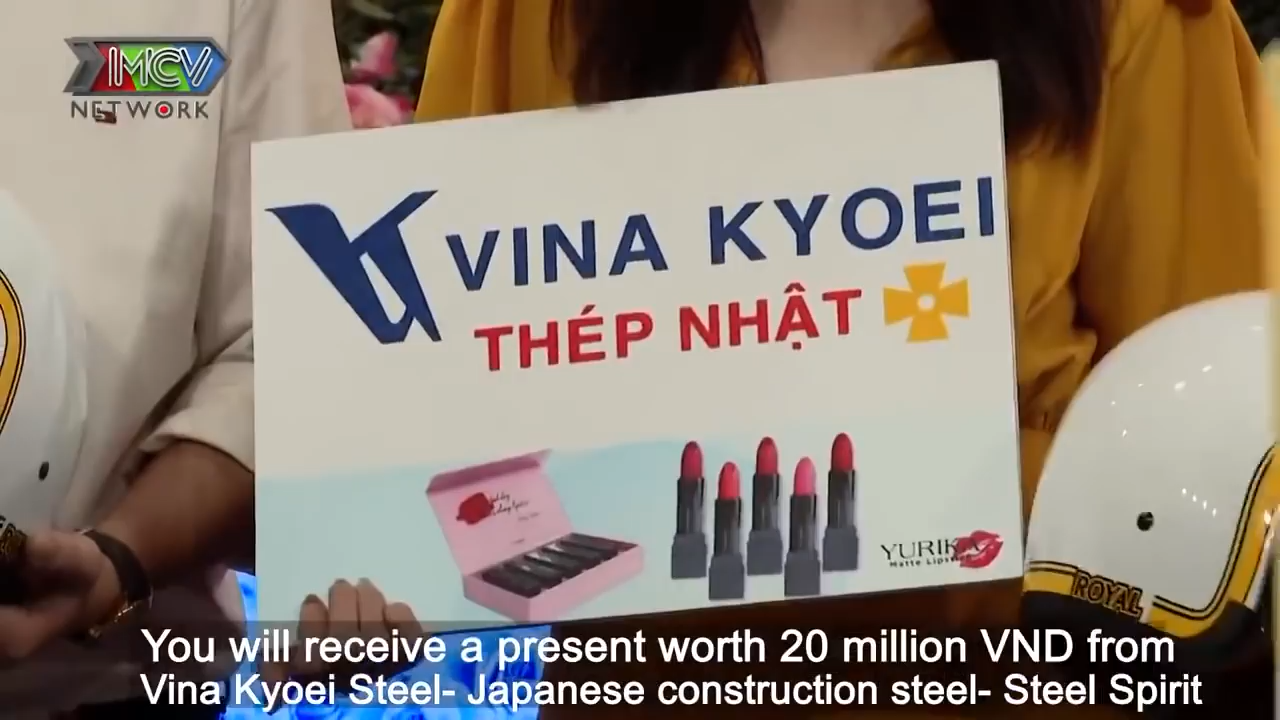 MCV
NETWORK
VINA KYOEI
THÉP NHẬT
YURIKA
Matte Lipstick
ROYAL
You will receive a present worth 20 million VND from
Vina Kyoei Steel- Japanese construction steel- Steel Spirit